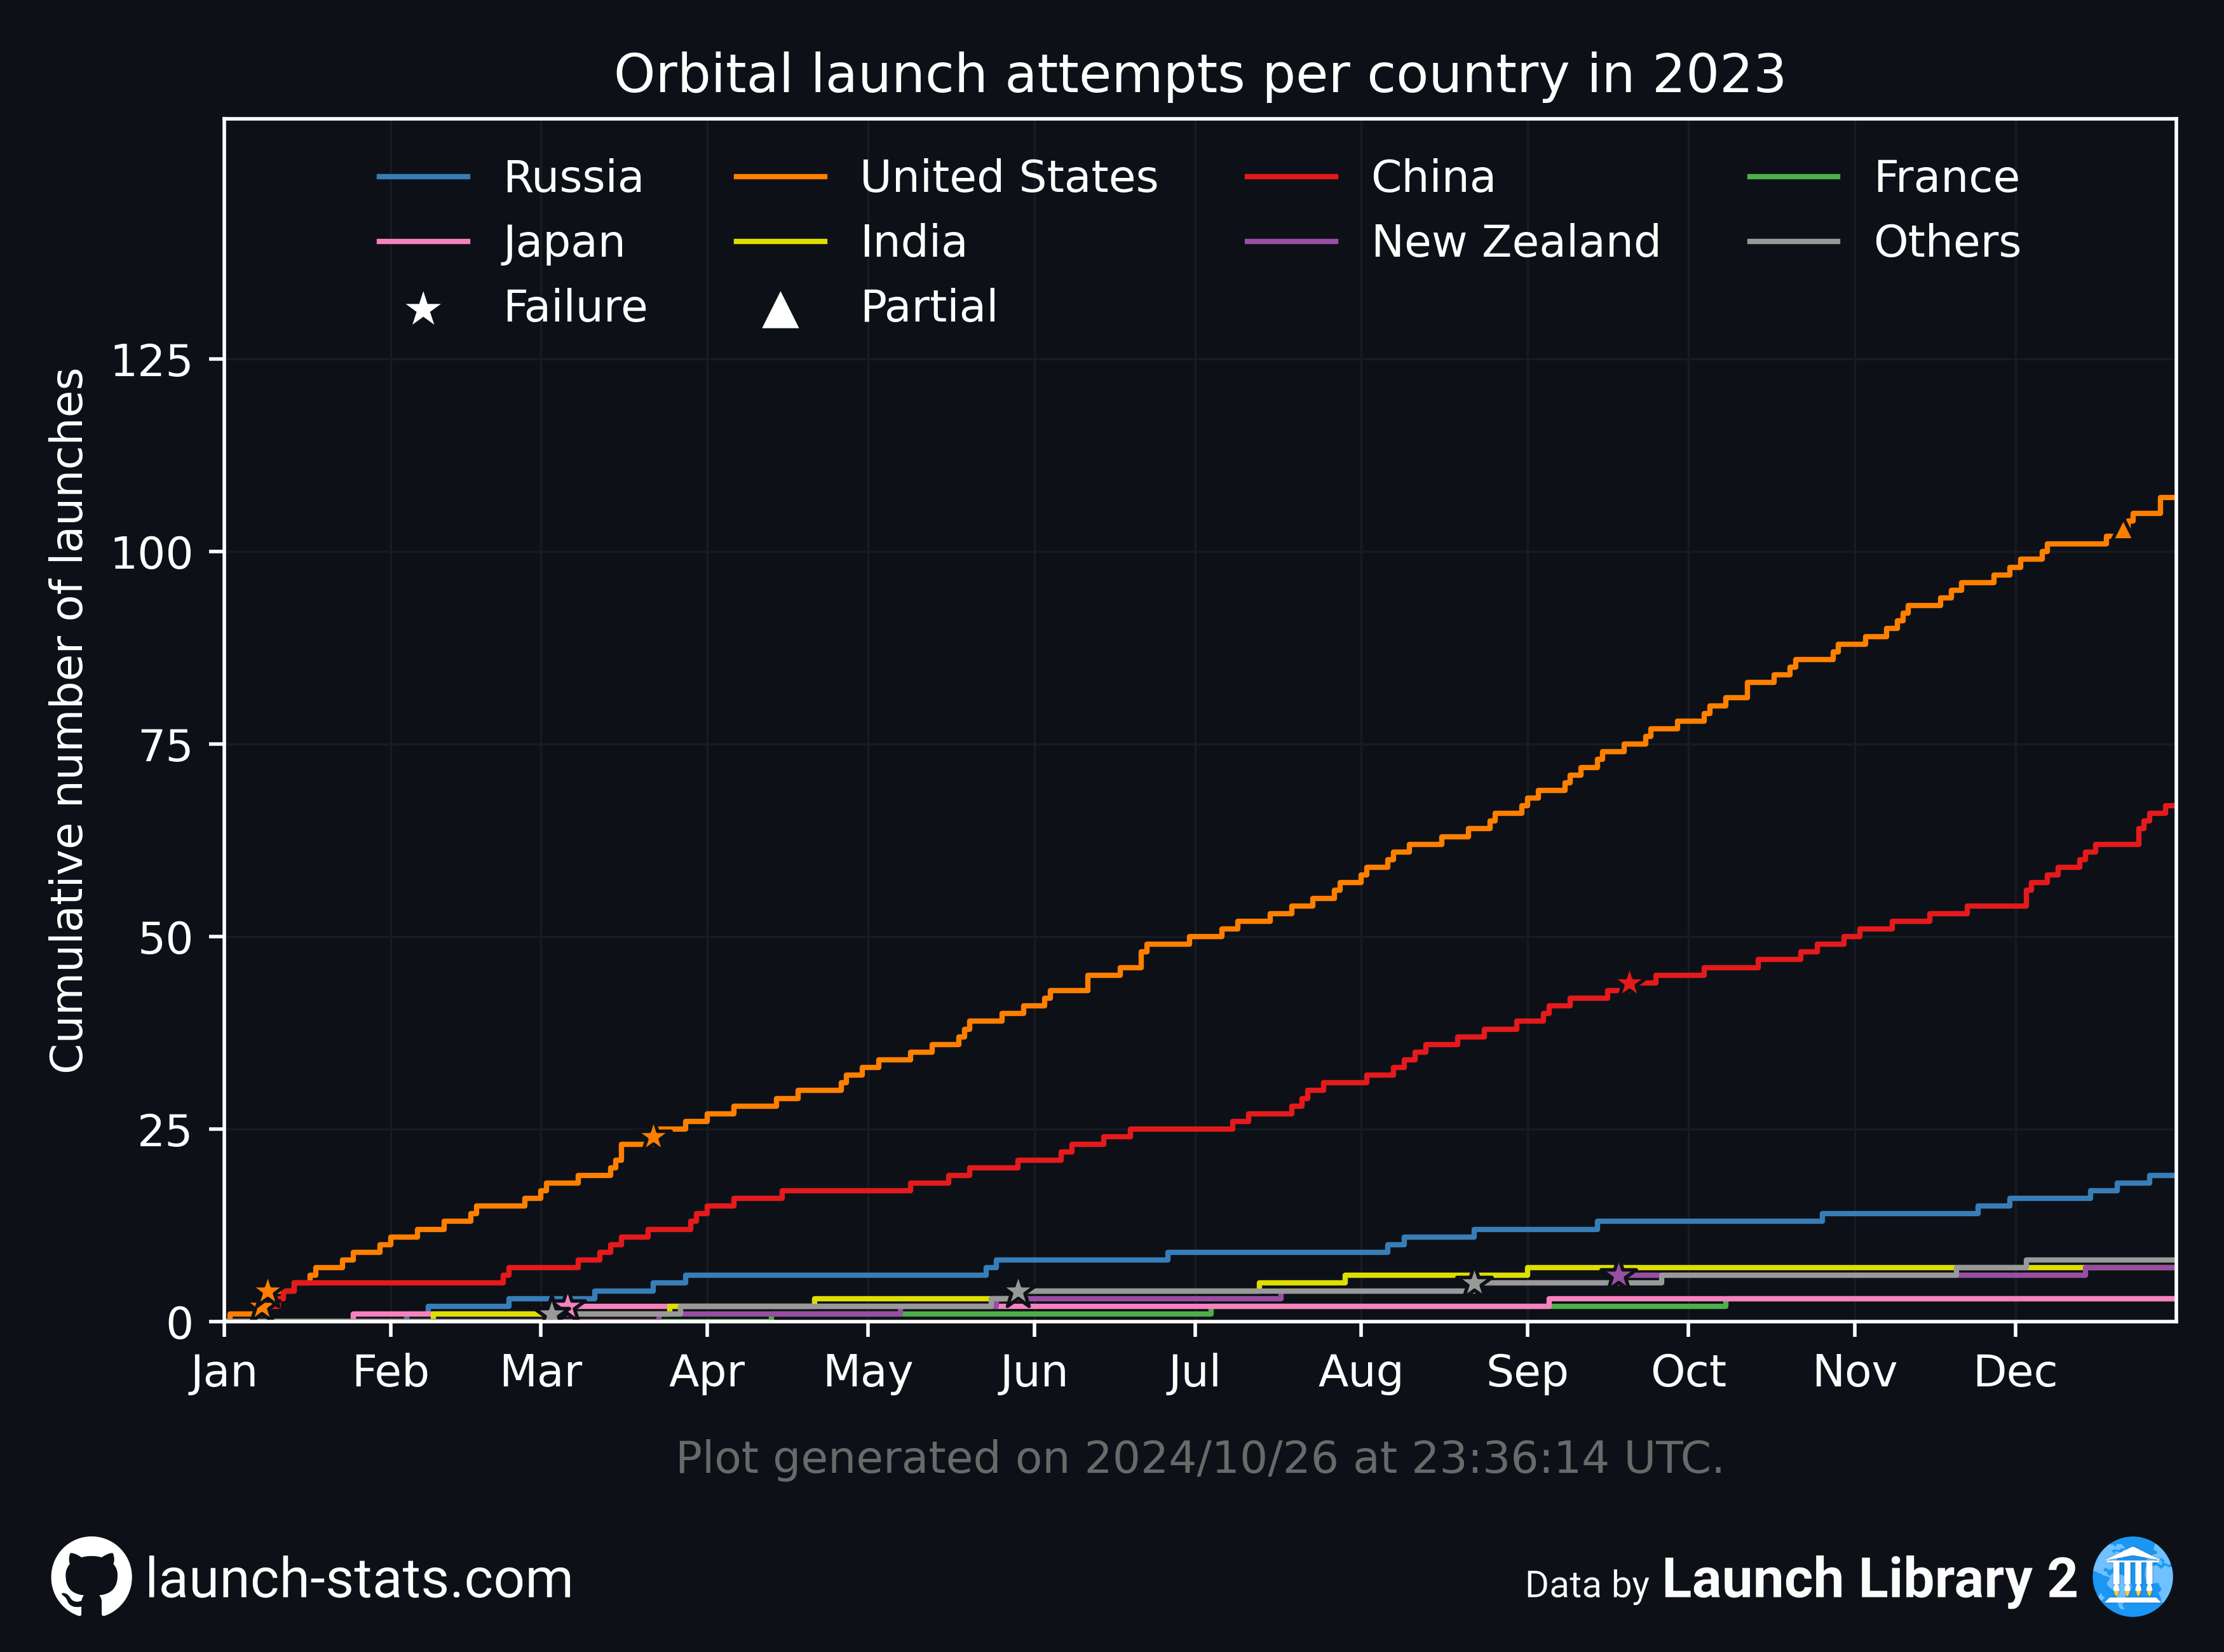 Orbital launch attempts per country in 2023
Russia United States China France
Japan India New Zealand Others
Failure Partial
Cumulative number of launches
125
100
75
50
25
0
Jan Feb Mar Apr May Jun Jul Aug Sep Oct Nov Dec
Plot generated on 2024/10/26 at 23:36:14 UTC.
launch-stats.com
Data by Launch Library 2